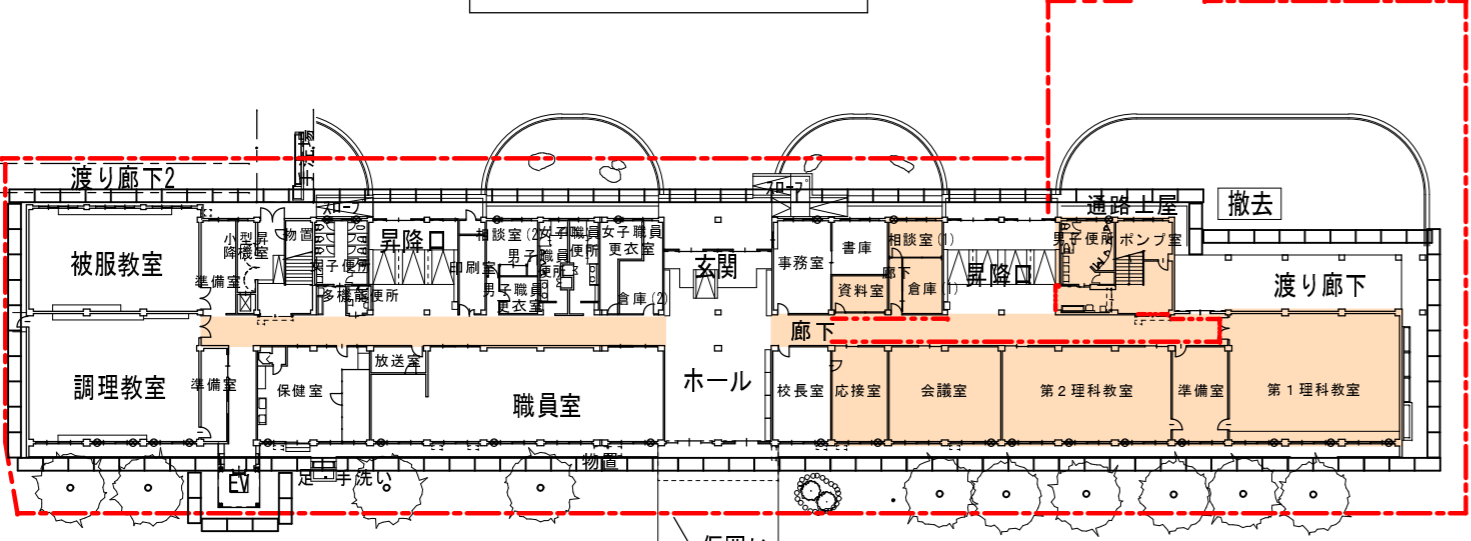 手洗場
渡り廊下2
通路上屋
撤去
スロープ
スロープ
被服教室
小型昇
降機室
準備室
物置
女子便所
多機能便所
昇降口
印刷室
相談室(2)
男子職員
便所
男子職員
更衣室
女子職員
便所
女子職員
更衣室
倉庫(2)
玄関
事務室
書庫
資料室
相談室(1)
廊下
倉庫(1)
昇降口
男子便所
ポンプ室
渡り廊下
廊下
調理教室
準備室
保健室
放送室
職員室
ホール
校長室
応接室
会議室
第2理科教室
準備室
第1理科教室
EV
足・手洗い
物置
仮囲い